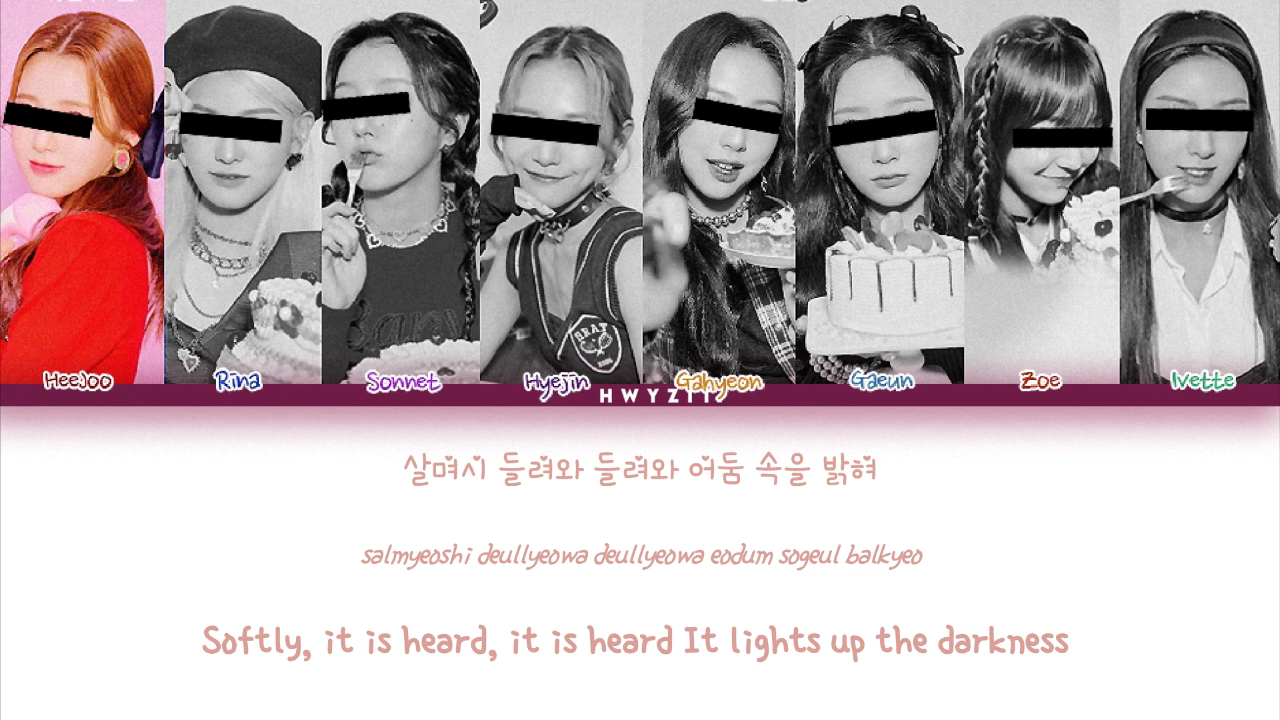 HeeJoo Rina Sonnet Hyejin Gahyeon Gaeun Zoe Ivette
BRAT
살며시 들려와 들려와 어둠 속을 밝혀
salmyeoshi deullyeowa deullyeowa eodum sogeul balkyeo
Softly, it is heard, it is heard It lights up the darkness